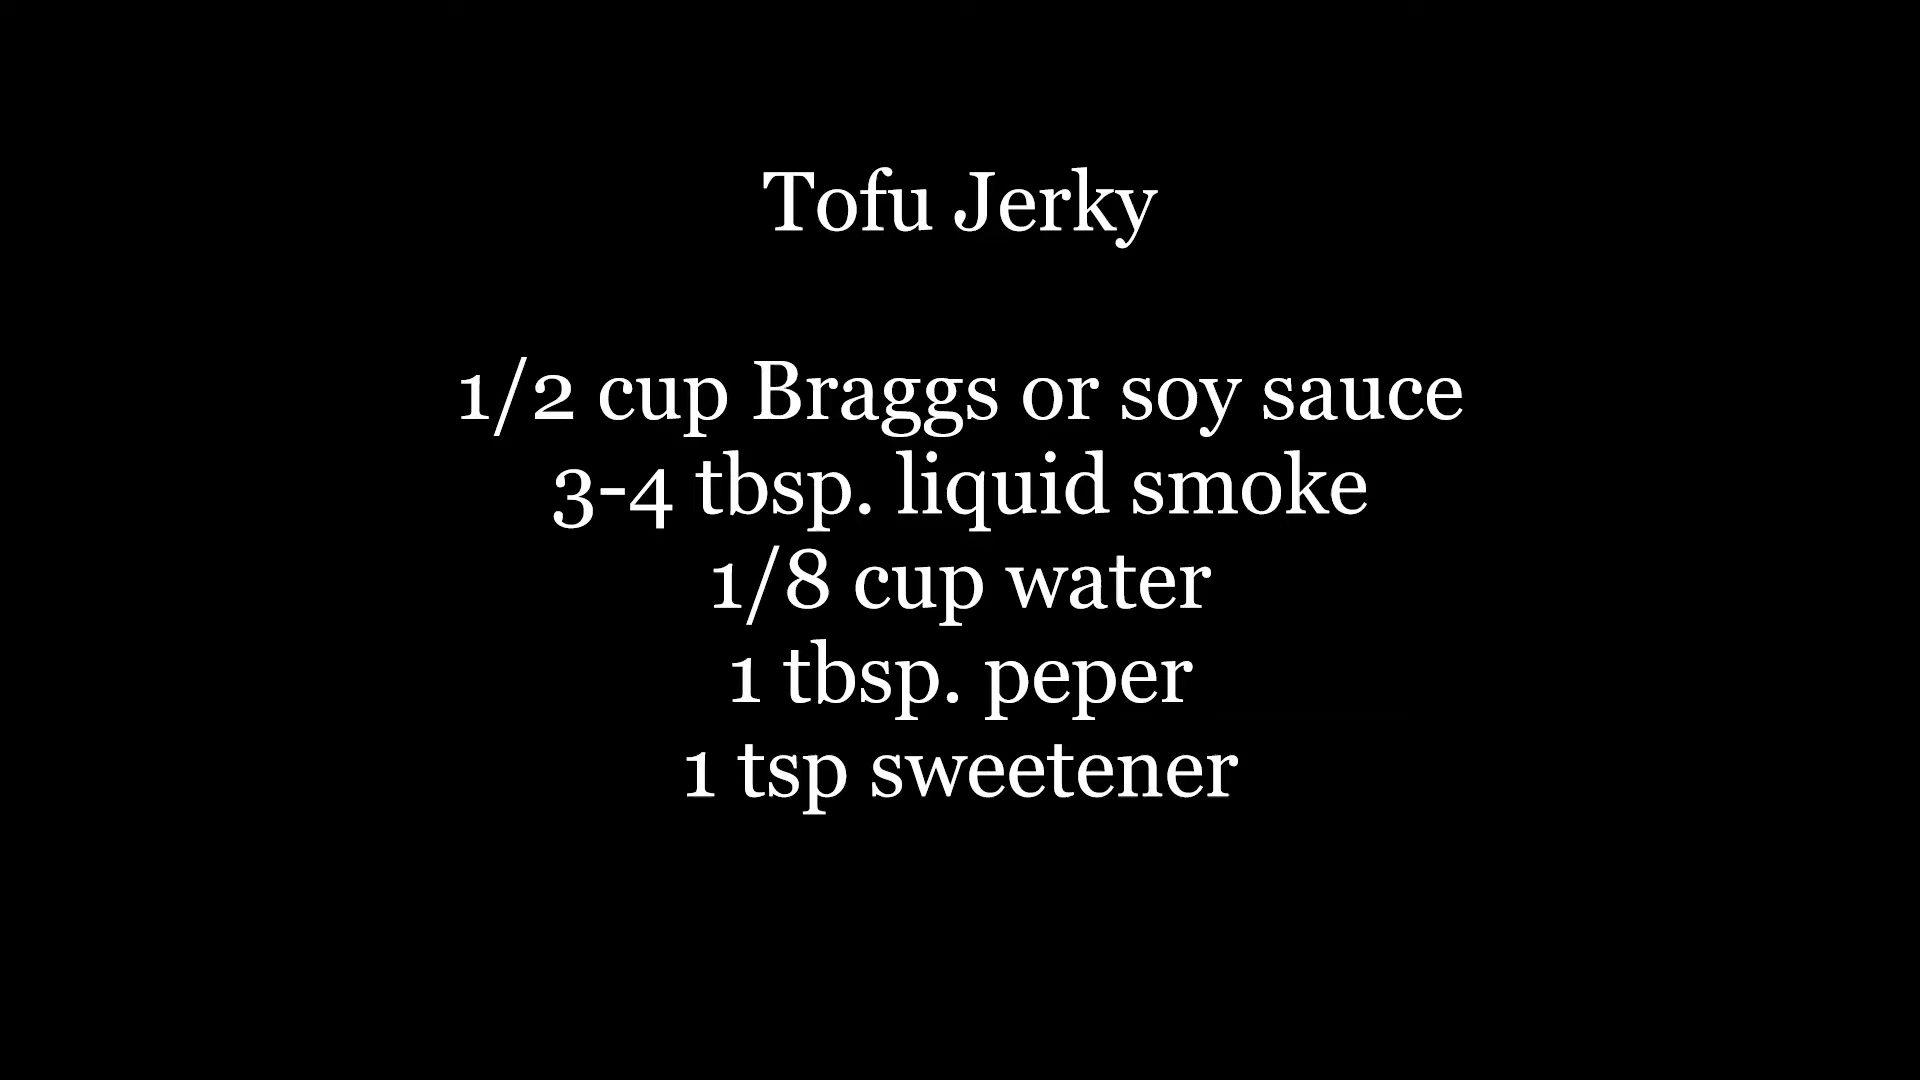 Tofu Jerky
1/2 cup Braggs or soy sauce
3-4 tbsp. liquid smoke
1/8 cup water
1 tbsp. peper
1 tsp sweetener